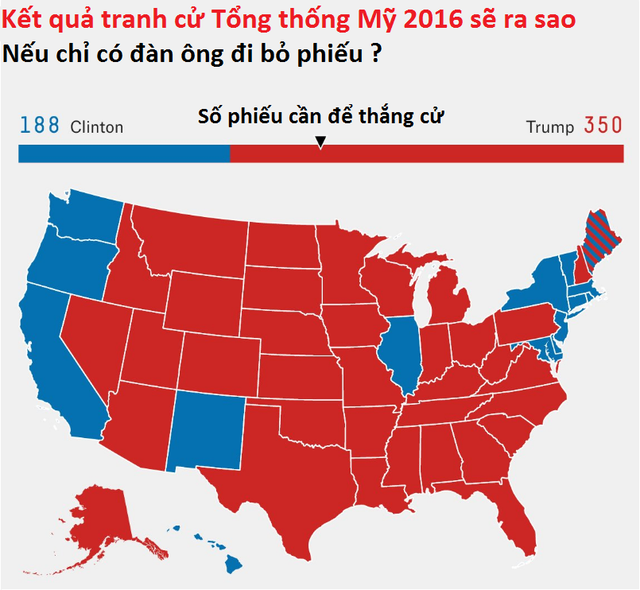 Kết quả tranh cử Tổng thống Mỹ 2016 sẽ ra sao
Nếu chỉ có đàn ông đi bỏ phiếu ?
188 Clinton
Số phiếu cần để thắng cử
Trump 350